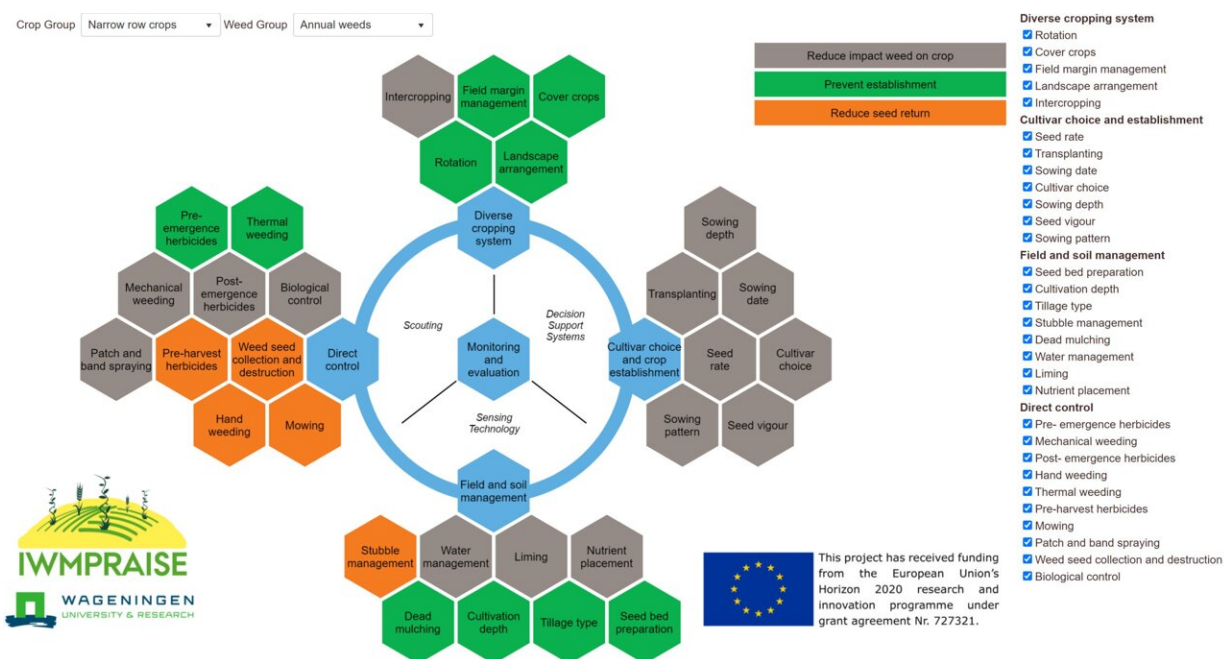 Crop Group
Narrow row crops
Weed Group
Annual weeds
Reduce impact weed on crop
Prevent establishment
Reduce seed return
Intercropping
Field margin
management
Cover crops
Rotation
Landscape
arrangement
Diverse
cropping
system
Pre-
emergence
herbicides
Thermal
weeding
Mechanical
weeding
Post-
emergence
herbicides
Biological
control
Patch and
band spraying
Pre-harvest
herbicides
Weed seed
collection and
destruction
Direct
control
Hand
weeding
Mowing
Scouting
Decision
Support
Systems
Monitoring
and
evaluation
Sensing
Technology
Sowing
depth
Transplanting
Sowing
date
Cultivar choice
and crop
establishment
Seed
rate
Cultivar
choice
Sowing
pattern
Seed vigour
Field and soil
management
Stubble
management
Water
management
Liming
Nutrient
placement
Dead
mulching
Cultivation
depth
Tillage type
Seed bed
preparation
IWMPRAISE
WAGENINGEN
UNIVERSITY & RESEARCH
This project has received funding
from the European Union's
Horizon 2020 research and
innovation programme under
grant agreement Nr. 727321.
Diverse cropping system
Rotation
Cover crops
Field margin management
Landscape arrangement
Intercropping
Cultivar choice and establishment
Seed rate
Transplanting
Sowing date
Cultivar choice
Sowing depth
Seed vigour
Sowing pattern
Field and soil management
Seed bed preparation
Cultivation depth
Tillage type
Stubble management
Dead mulching
Water management
Liming
Nutrient placement
Direct control
Pre- emergence herbicides
Mechanical weeding
Post- emergence herbicides
Hand weeding
Thermal weeding
Pre-harvest herbicides
Mowing
Patch and band spraying
Weed seed collection and destruction
Biological control